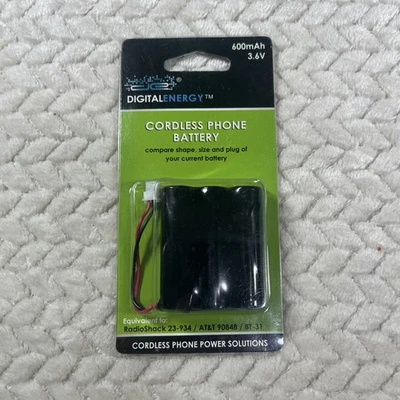 600mAh
3.6V
de
DIGITALENERGY™
CORDLESS PHONE
BATTERY
compare shape, size and plug of
your current battery
Equivalent to:
RadioShack 23-934 / AT&T 90848 / BT-31
CORDLESS PHONE POWER SOLUTIONS